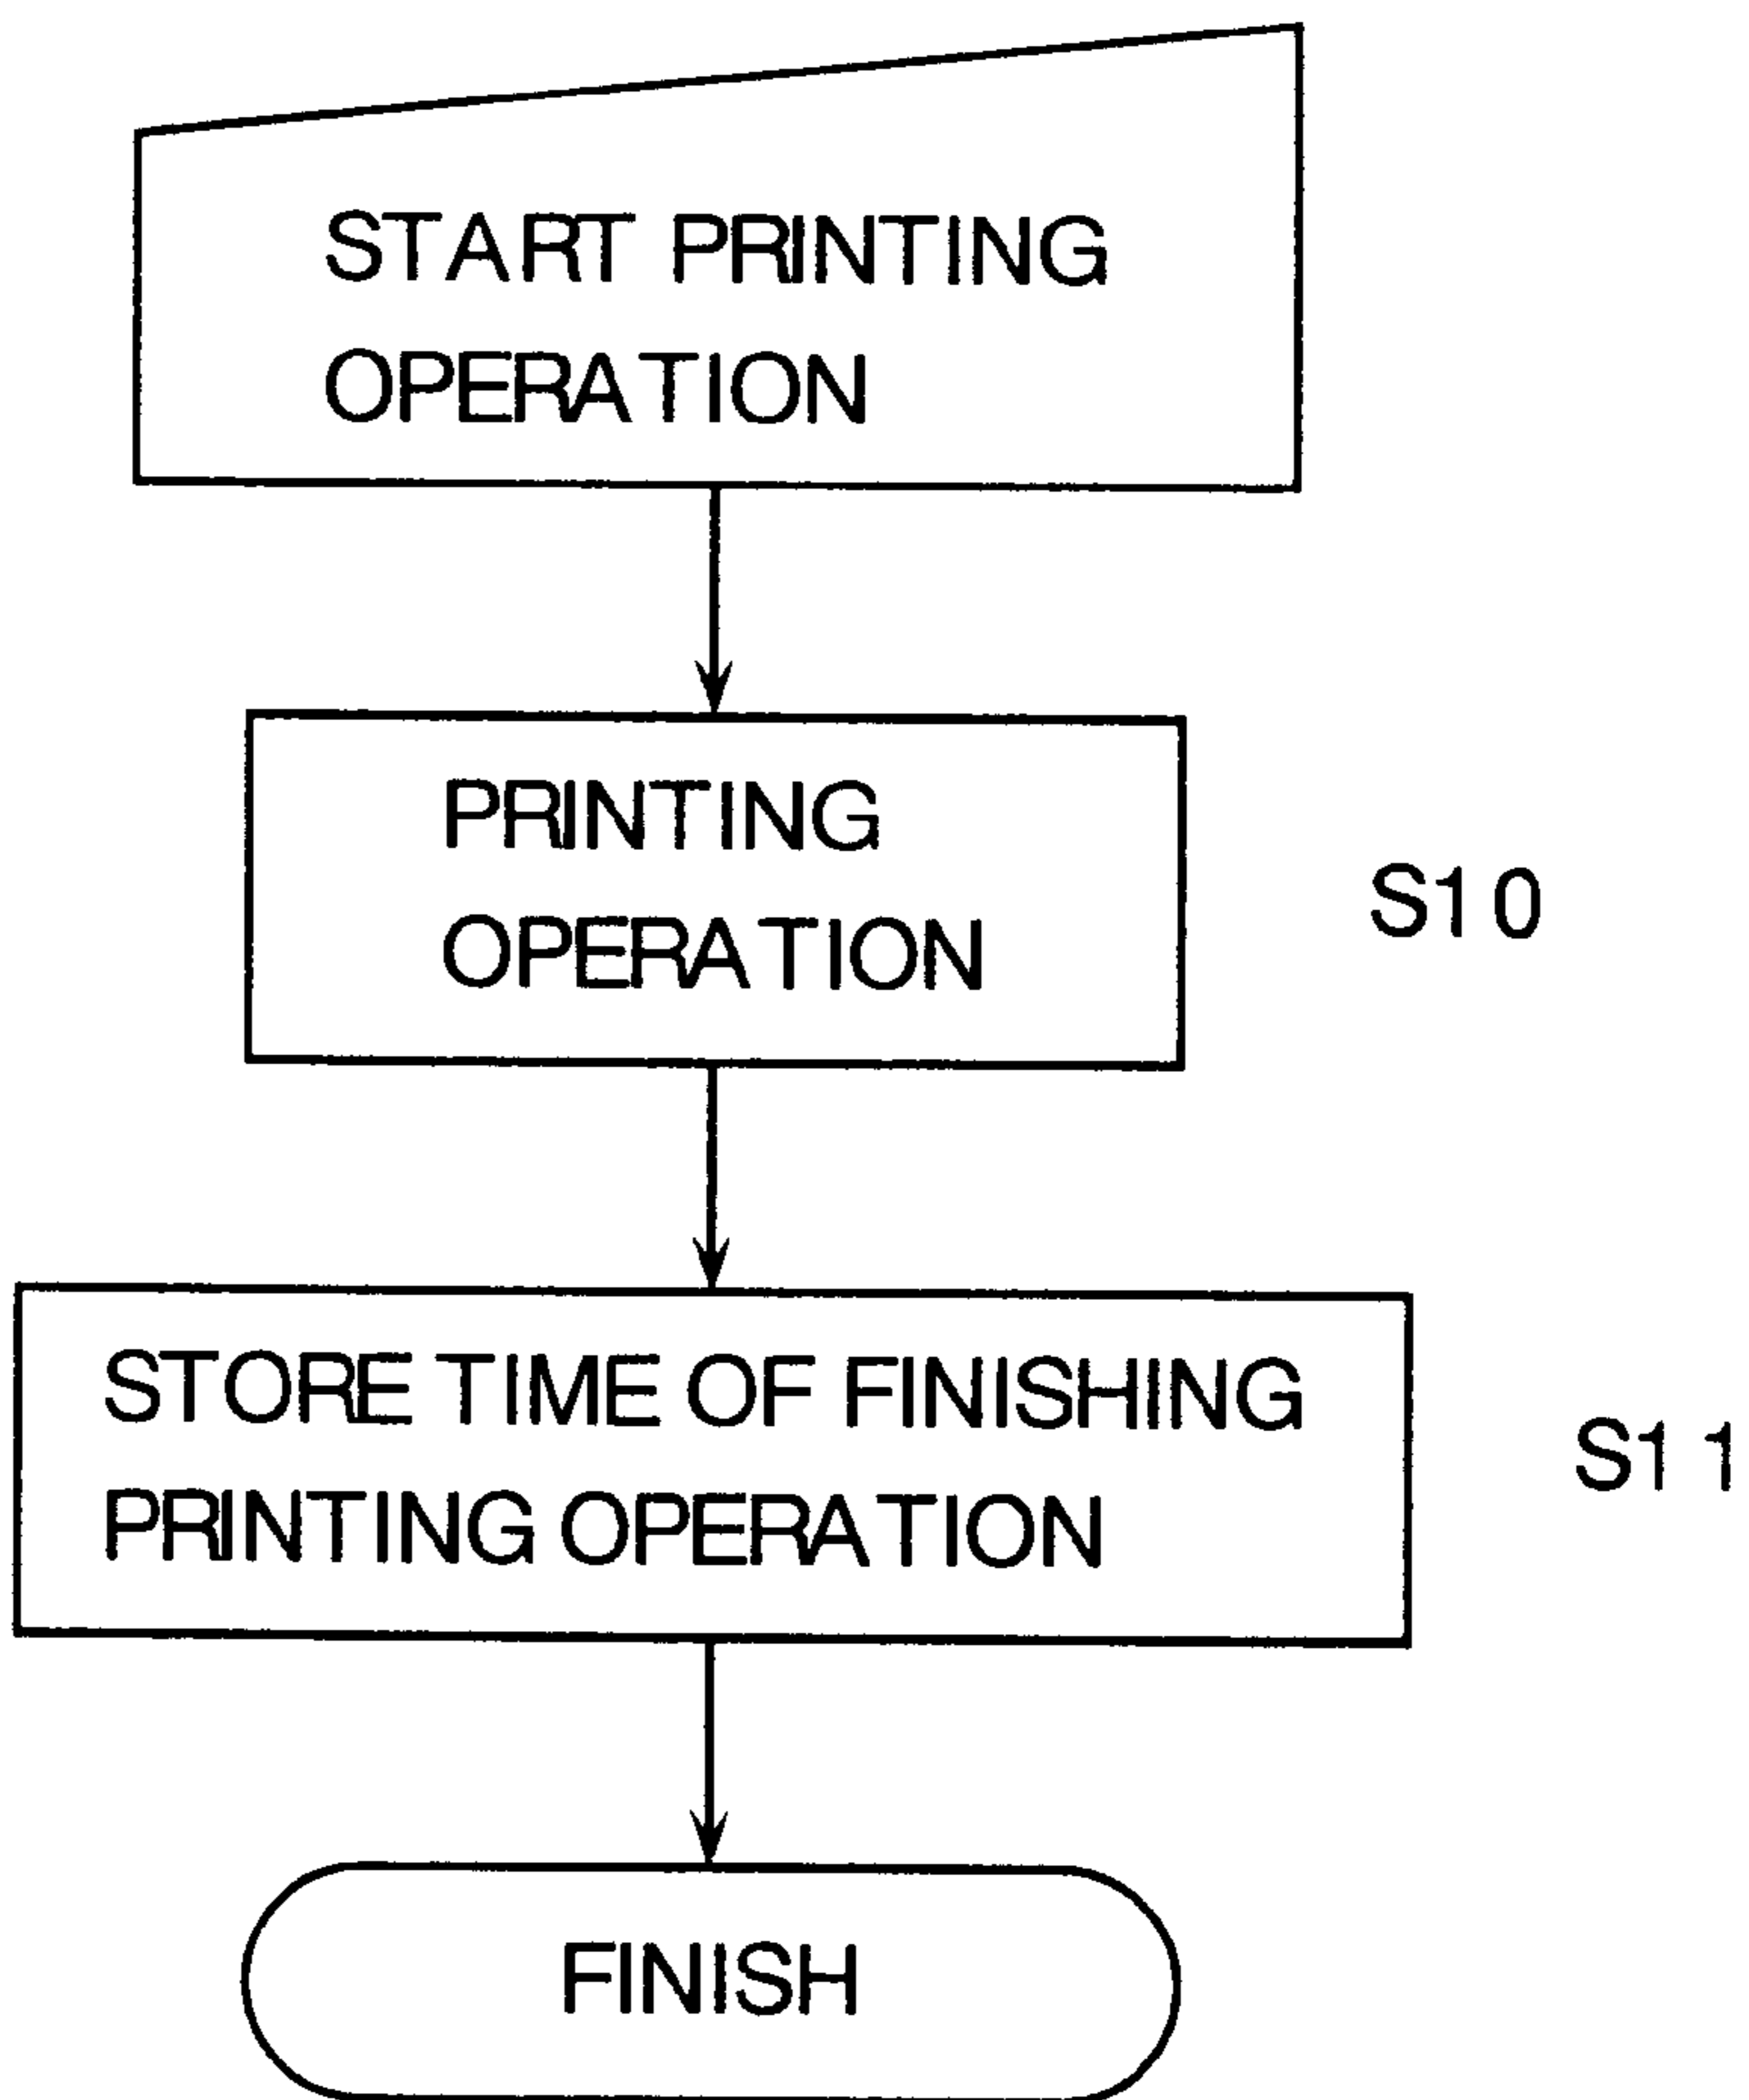 START PRINTING
OPERATION
PRINTING
OPERATION
S10
STORE TIME OF FINISHING
PRINTING OPERATION
S11
FINISH